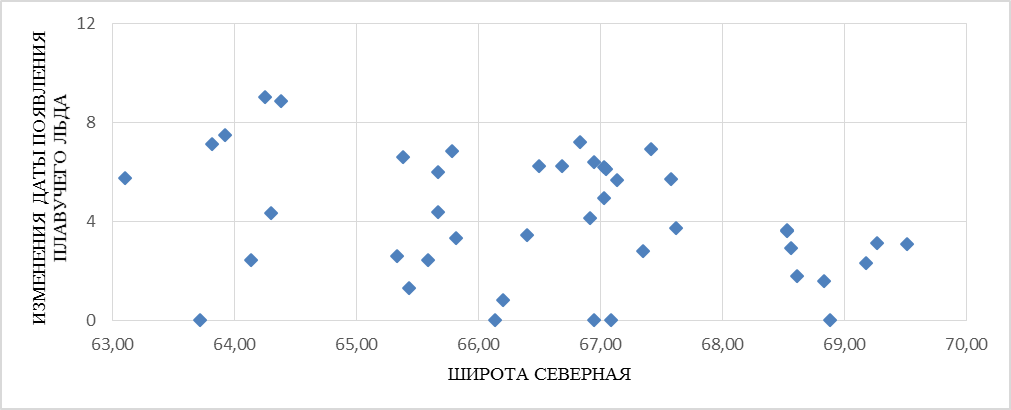 ИЗМЕНЕНИЯ ДАТЫ ПОЯВЛЕНИЯ
ПЛАВУЧЕГО ЛЬДА
12
8
4
0
63,00 64,00 65,00 66,00 67,00 68,00 69,00 70,00
ШИРОТА СЕВЕРНАЯ